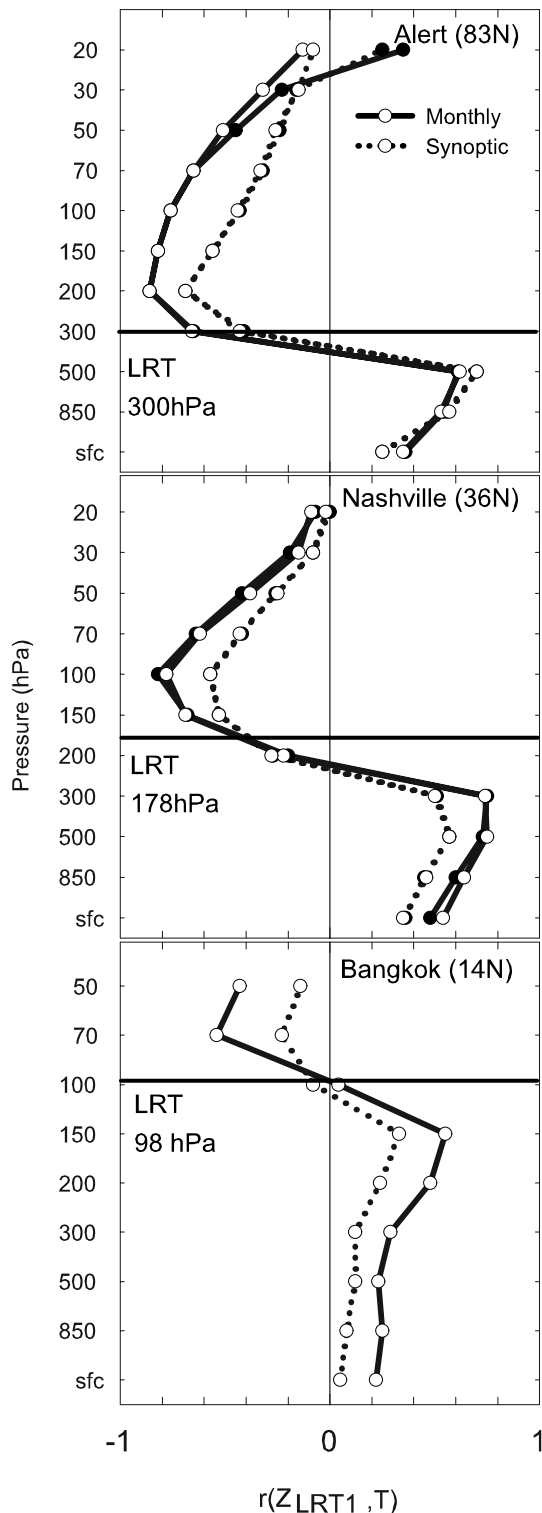 Alert (83N)
20
30
50
70
100
150
200
300
500
850
sfc
Monthly
Synoptic
LRT
300hPa
Nashville (36N)
20
30
50
70
100
150
200
300
500
850
sfc
LRT
178hPa
Pressure (hPa)
Bangkok (14N)
50
70
100
150
200
300
500
850
sfc
LRT
98 hPa
-1 0 1
r(Z LRT1 ,T)